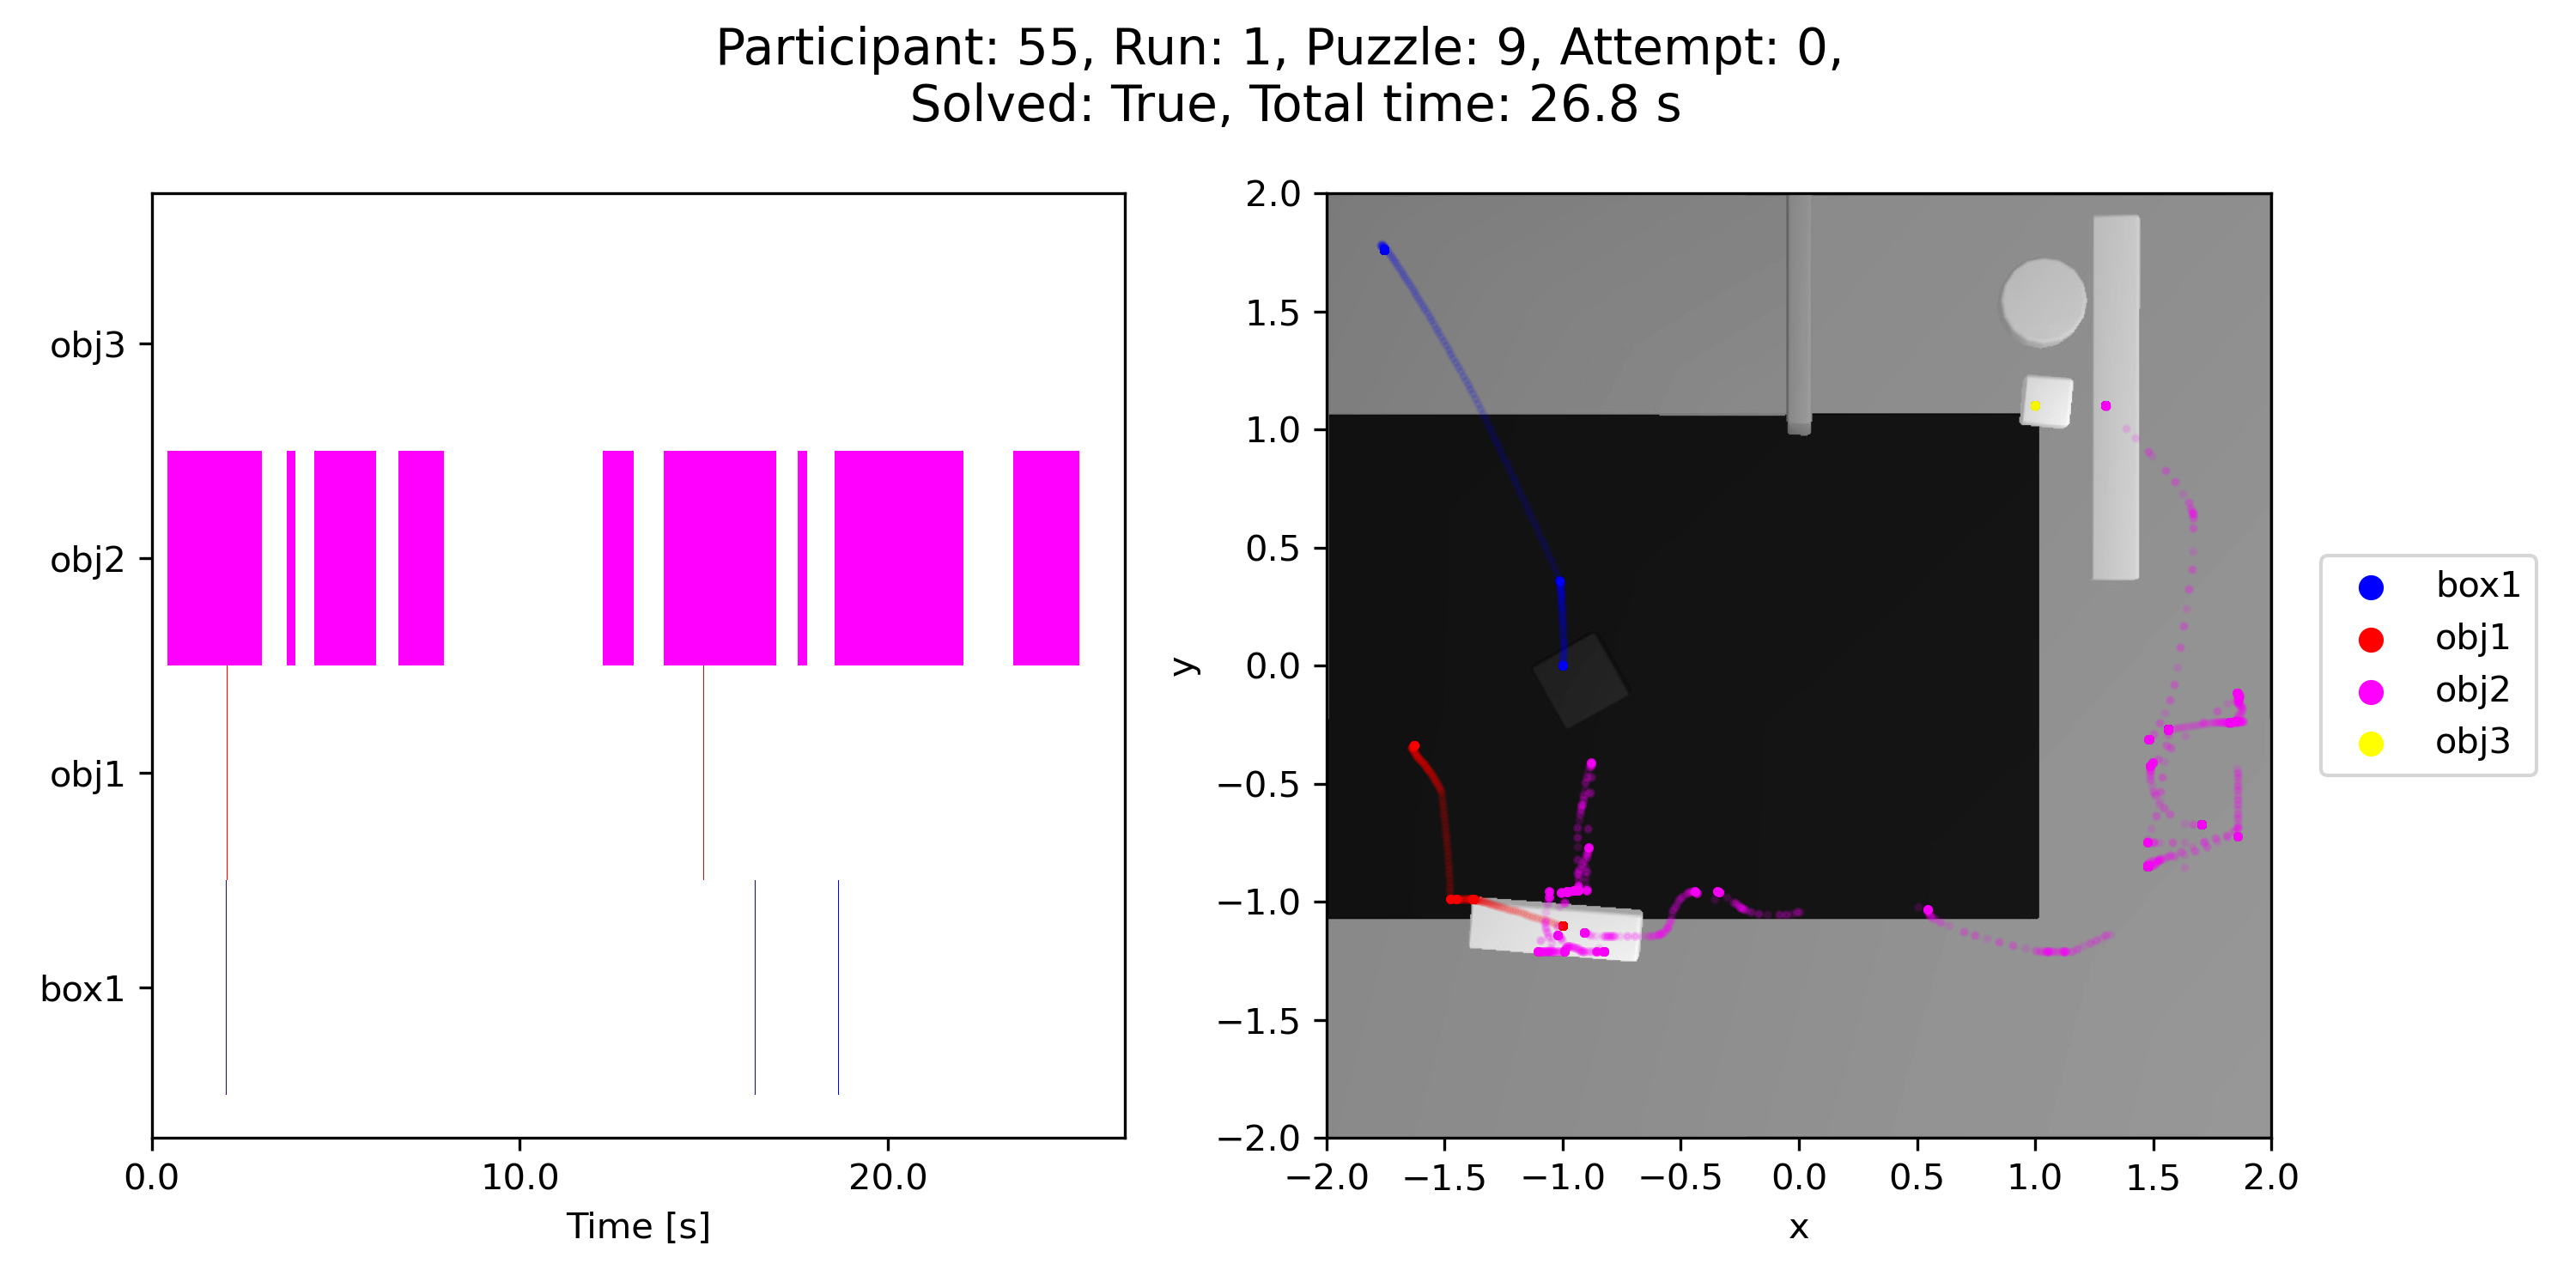 Participant: 55, Run: 1, Puzzle: 9, Attempt: 0,
Solved: True, Total time: 26.8 s
obj3
obj2
obj1
box1
0.0 10.0 20.0
Time [s]
2.0
1.5
1.0
0.5
0.0
−0.5
−1.0
−1.5
−2.0
y
−2.0 −1.5 −1.0 −0.5 0.0 0.5 1.0 1.5 2.0
x
box1
obj1
obj2
obj3